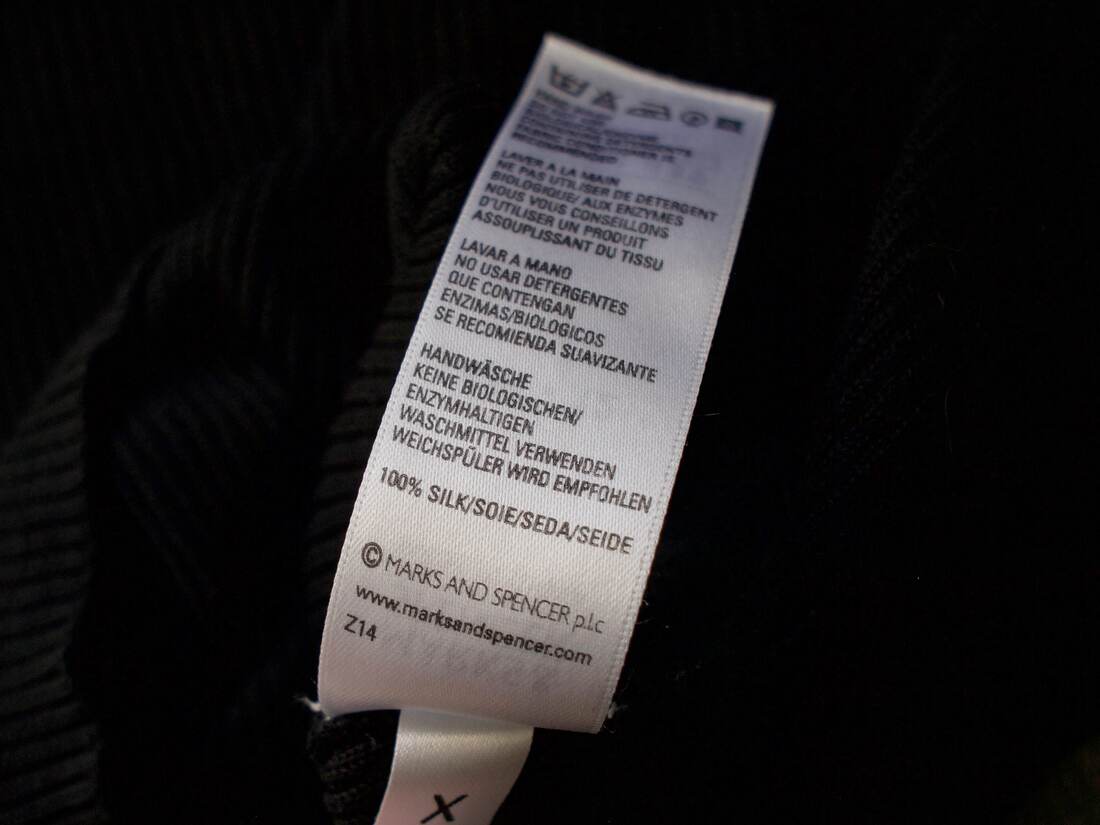 LAVER A LA MAIN
NE PAS UTILISER DE DETERGENT
BIOLOGIQUE/ AUX ENZYMES
NOUS VOUS CONSEILLONS
D'UTILISER UN PRODUIT
ASSOUPLISSANT DU TISSU
LAVAR A MANO
NO USAR DETERGENTES
QUE CONTENGAN
ENZIMAS/BIOLOGICOS
SE RECOMIENDA SUAVIZANTE
HANDWÄSCHE
KEINE BIOLOGISCHEN/
ENZYMHALTIGEN
WASCHMITTEL VERWENDEN
WEICHSPÜLER WIRD EMPFOHLEN
100% SILK/SOIE/SEDA/SEIDE
© MARKS AND SPENCER p.l.c
www.marksandspencer.com
Z14
X